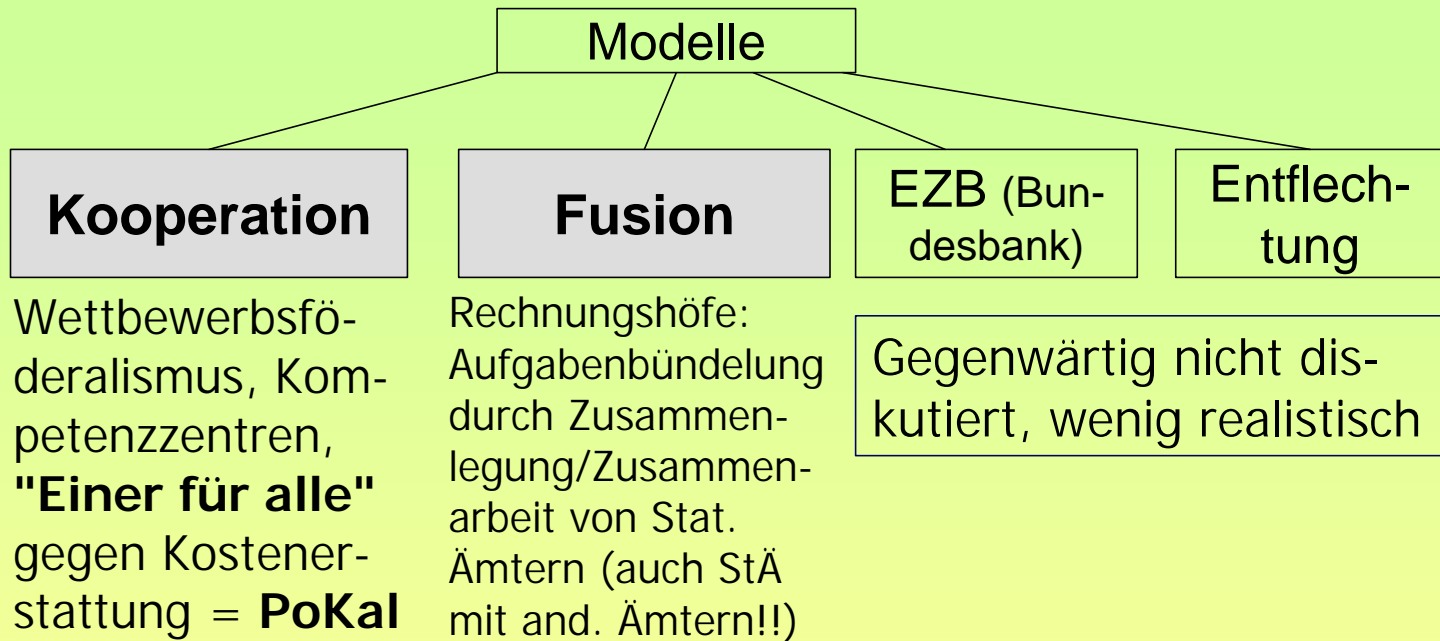 Modelle
Kooperation
Fusion
EZB (Bun-
desbank)
Entflech-
tung
Wettbewerbsfö-
deralismus, Kom-
petenzzentren,
"Einer für alle"
gegen Kostener-
stattung = PoKal
Rechnungshöfe:
Aufgabenbündelung
durch Zusammen-
legung/Zusammen-
arbeit von Stat.
Ämtern (auch StÄ
mit and. Ämtern!!)
Gegenwärtig nicht dis-
kutiert, wenig realistisch